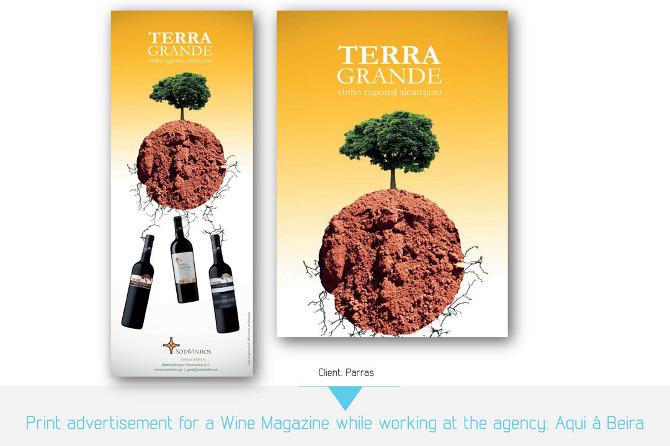 TERRA
GRANDE
vinho regional alentejano
SOTAVINHOS
TERRA
GRANDE
vinho regional alentejano
Client: Parras
Print advertisement for a Wine Magazine while working at the agency: Aqui à Beira